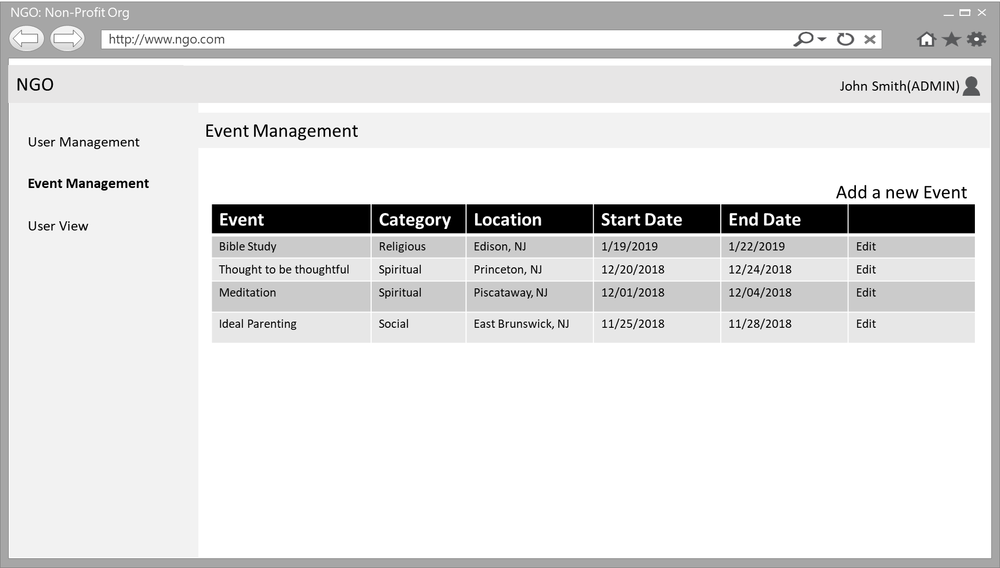 NGO: Non-Profit Org
http://www.ngo.com
NGO
John Smith(ADMIN)
User Management
Event Management
User View
Event Management
Add a new Event
Event Category Location Start Date End Date
Bible Study Religious Edison, NJ 1/19/2019 1/22/2019 Edit
Thought to be thoughtful Spiritual Princeton, NJ 12/20/2018 12/24/2018 Edit
Meditation Spiritual Piscataway, NJ 12/01/2018 12/04/2018 Edit
Ideal Parenting Social East Brunswick, NJ 11/25/2018 11/28/2018 Edit